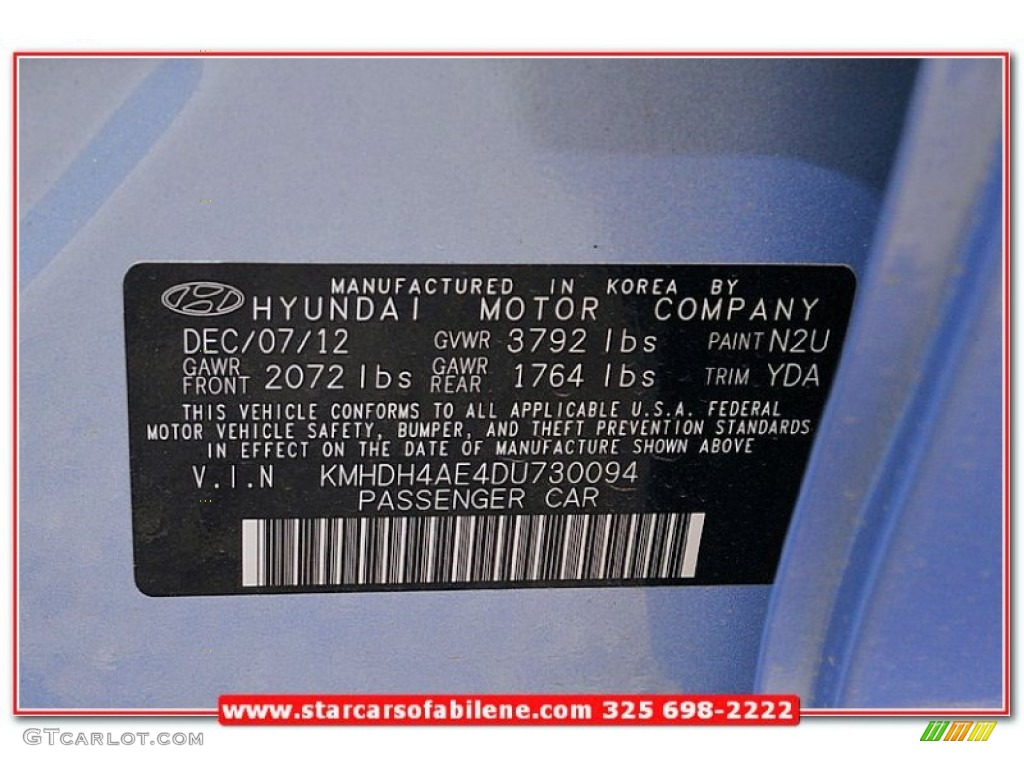 MANUFACTURED IN KOREA BY
HYUNDAI MOTOR COMPANY
DEC/07/12 GVWR 3792 lbs PAINT N2U
GAWR FRONT 2072 lbs GAWR REAR 1764 lbs TRIM YDA
THIS VEHICLE CONFORMS TO ALL APPLICABLE U.S.A. FEDERAL
MOTOR VEHICLE SAFETY, BUMPER, AND THEFT PREVENTION STANDARDS
IN EFFECT ON THE DATE OF MANUFACTURE SHOWN ABOVE
V.I.N KMHDH4AE4DU730094
PASSENGER CAR
www.starcarsofabilene.com 325 698-2222
GTCARLOT.COM